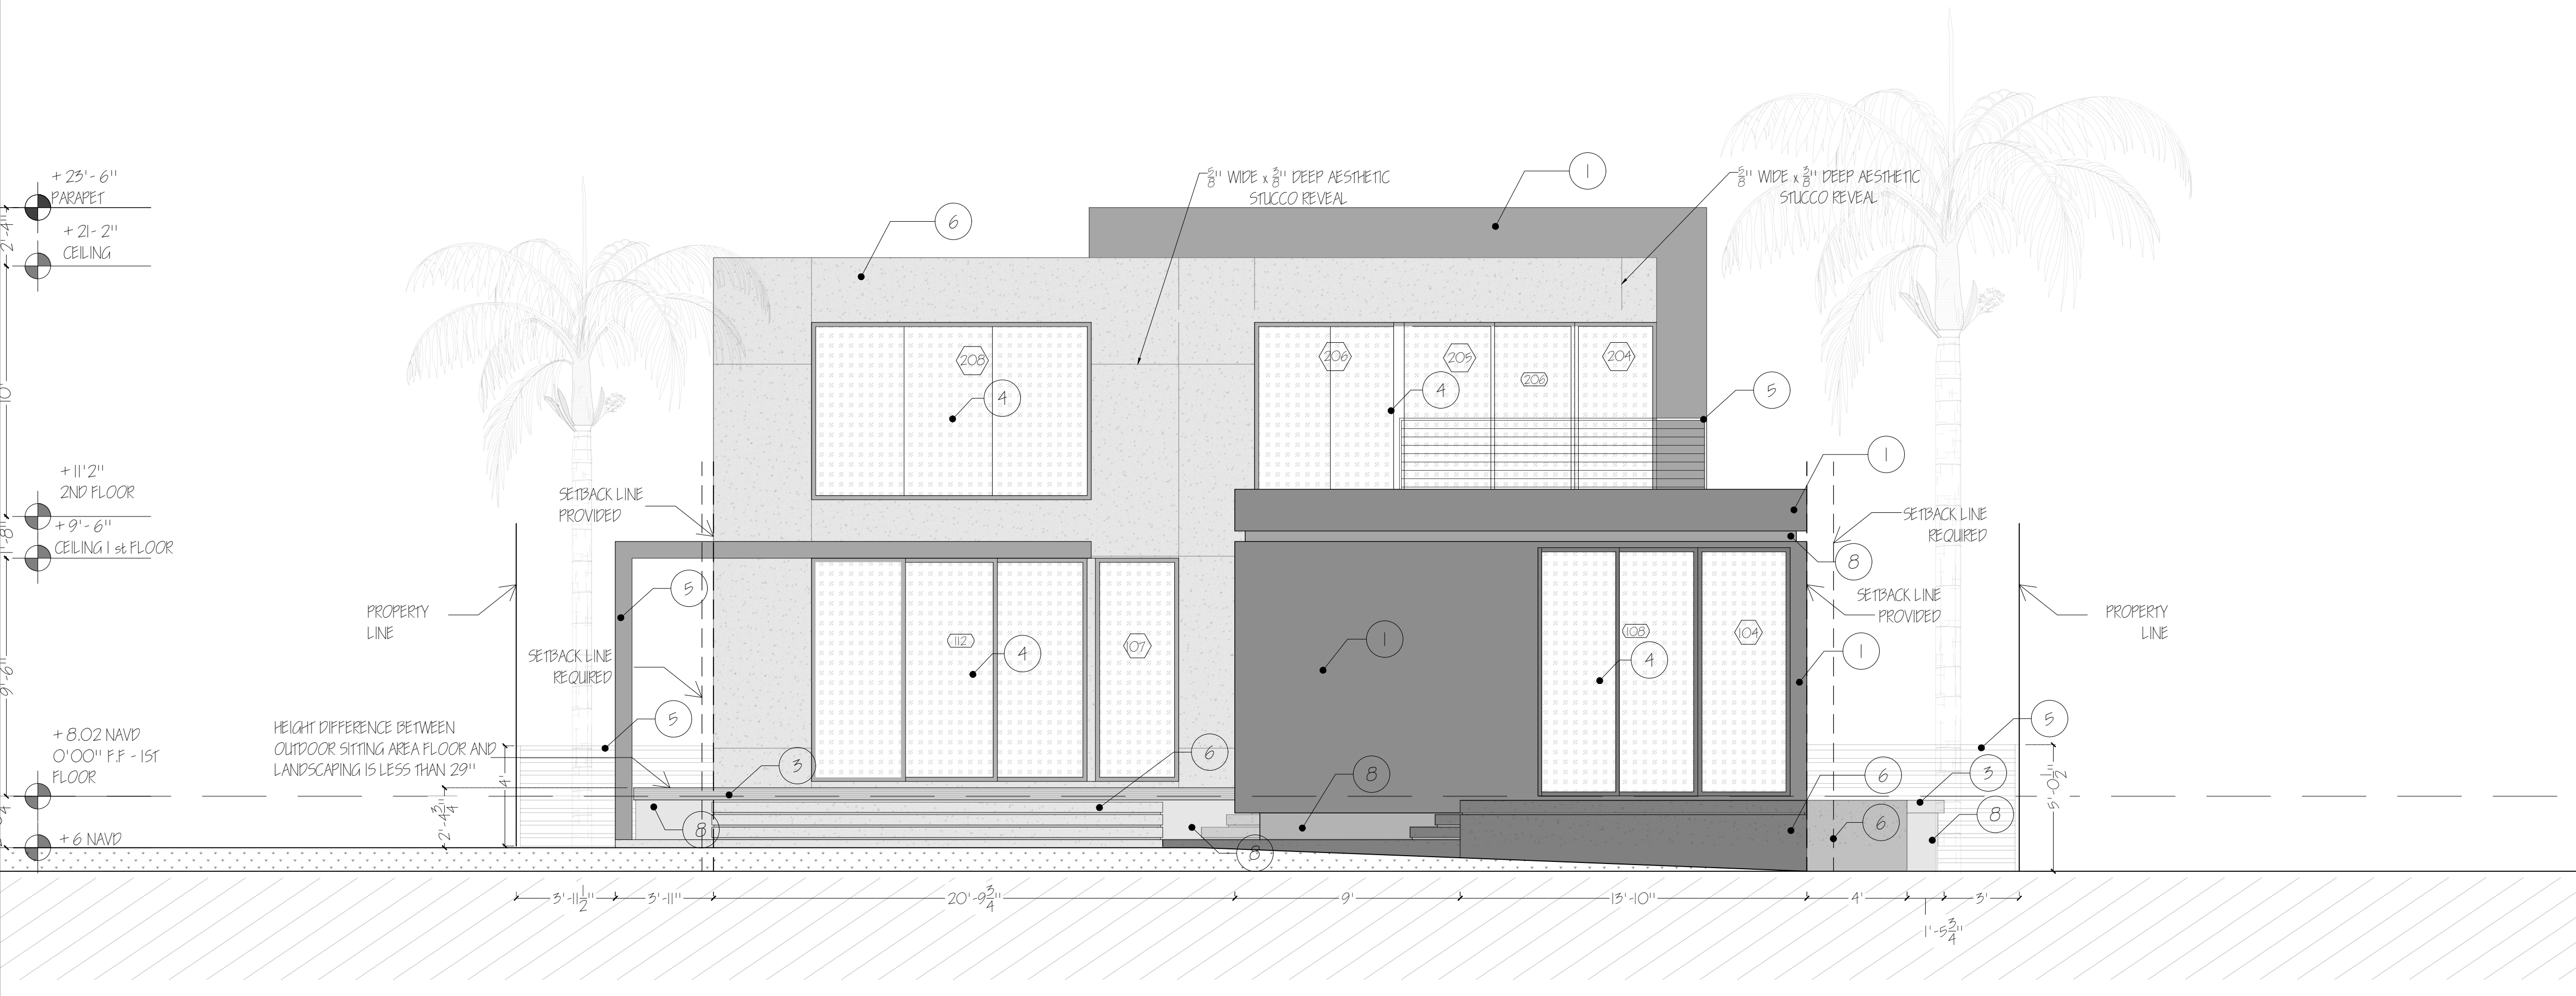 + 23'- 6"
PARAPET
2'-4"
+ 21- 2"
CEILING
10'
+ 11'2"
2ND FLOOR
1'-8"
+ 9'- 6"
CEILING 1 st FLOOR
9'-6"
+ 8.02 NAVD
0'00" F.F - 1ST
FLOOR
+ 6 NAVD
PROPERTY
LINE
HEIGHT DIFFERENCE BETWEEN
OUTDOOR SITTING AREA FLOOR AND
LANDSCAPING IS LESS THAN 29"
2'-4 3/4"
4'
SETBACK LINE
PROVIDED
SETBACK LINE
REQUIRED
5
5
3
8
6
5/8" WIDE x 3/8" DEEP AESTHETIC
STUCCO REVEAL
1
5/8" WIDE x 3/8" DEEP AESTHETIC
STUCCO REVEAL
208
4
206
205
206
204
4
5
1
8
112
107
4
6
8
1
8
108
104
4
1
6
6
SETBACK LINE
REQUIRED
SETBACK LINE
PROVIDED
PROPERTY
LINE
5
3
8
5'-0 1/2"
3'-11 1/2"
3'-11"
20'-9 3/4"
9'
13'-10"
4'
1'-5 3/4"
3'